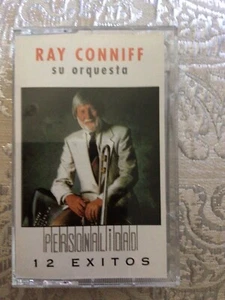 RAY CONNIFF
su orquesta
PERSONALIDAD
12 EXITOS